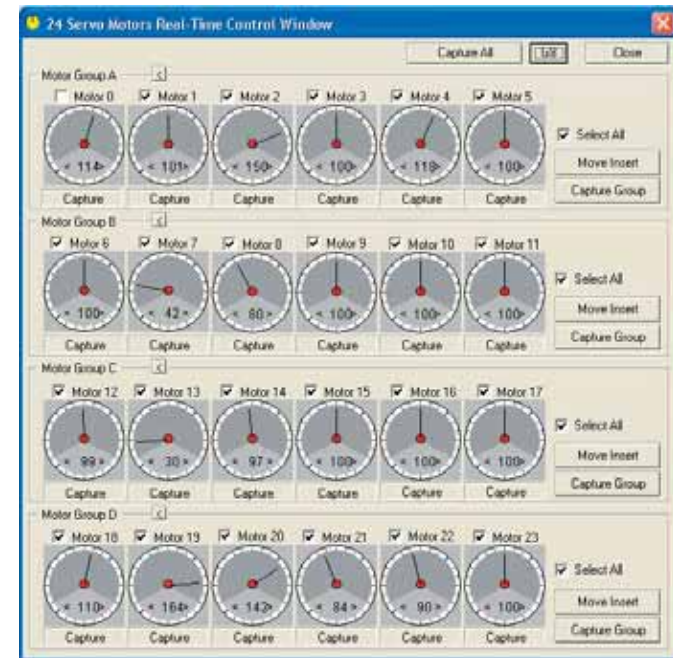 24 Servo Motors Real-Time Control Window
Capture All Close
Motor Group A <
Motor 0 Motor 1 Motor 2 Motor 3 Motor 4 Motor 5
Select All
< 114> < 101> < 150> < 100> < 118> < 100>
Move Insert
Capture Capture Capture Capture Capture Capture
Capture Group
Motor Group B <
Motor 6 Motor 7 Motor 8 Motor 9 Motor 10 Motor 11
Select All
< 100> < 42 > < 80 > < 100> < 100> < 100>
Move Insert
Capture Capture Capture Capture Capture Capture
Capture Group
Motor Group C <
Motor 12 Motor 13 Motor 14 Motor 15 Motor 16 Motor 17
Select All
< 99 > < 30 > < 97 > < 100> < 100> < 100>
Move Insert
Capture Capture Capture Capture Capture Capture
Capture Group
Motor Group D <
Motor 18 Motor 19 Motor 20 Motor 21 Motor 22 Motor 23
Select All
< 110> < 164> < 142> < 84 > < 90 > < 100>
Move Insert
Capture Capture Capture Capture Capture Capture
Capture Group